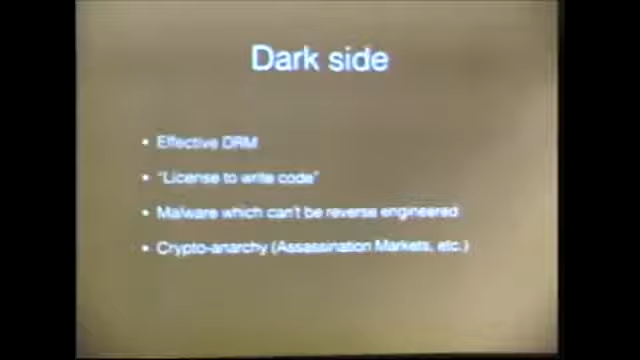 Dark side
• Effective DRM
• "License to write code"
• Malware which can't be reverse engineered
• Crypto-anarchy (Assassination Markets, etc.)